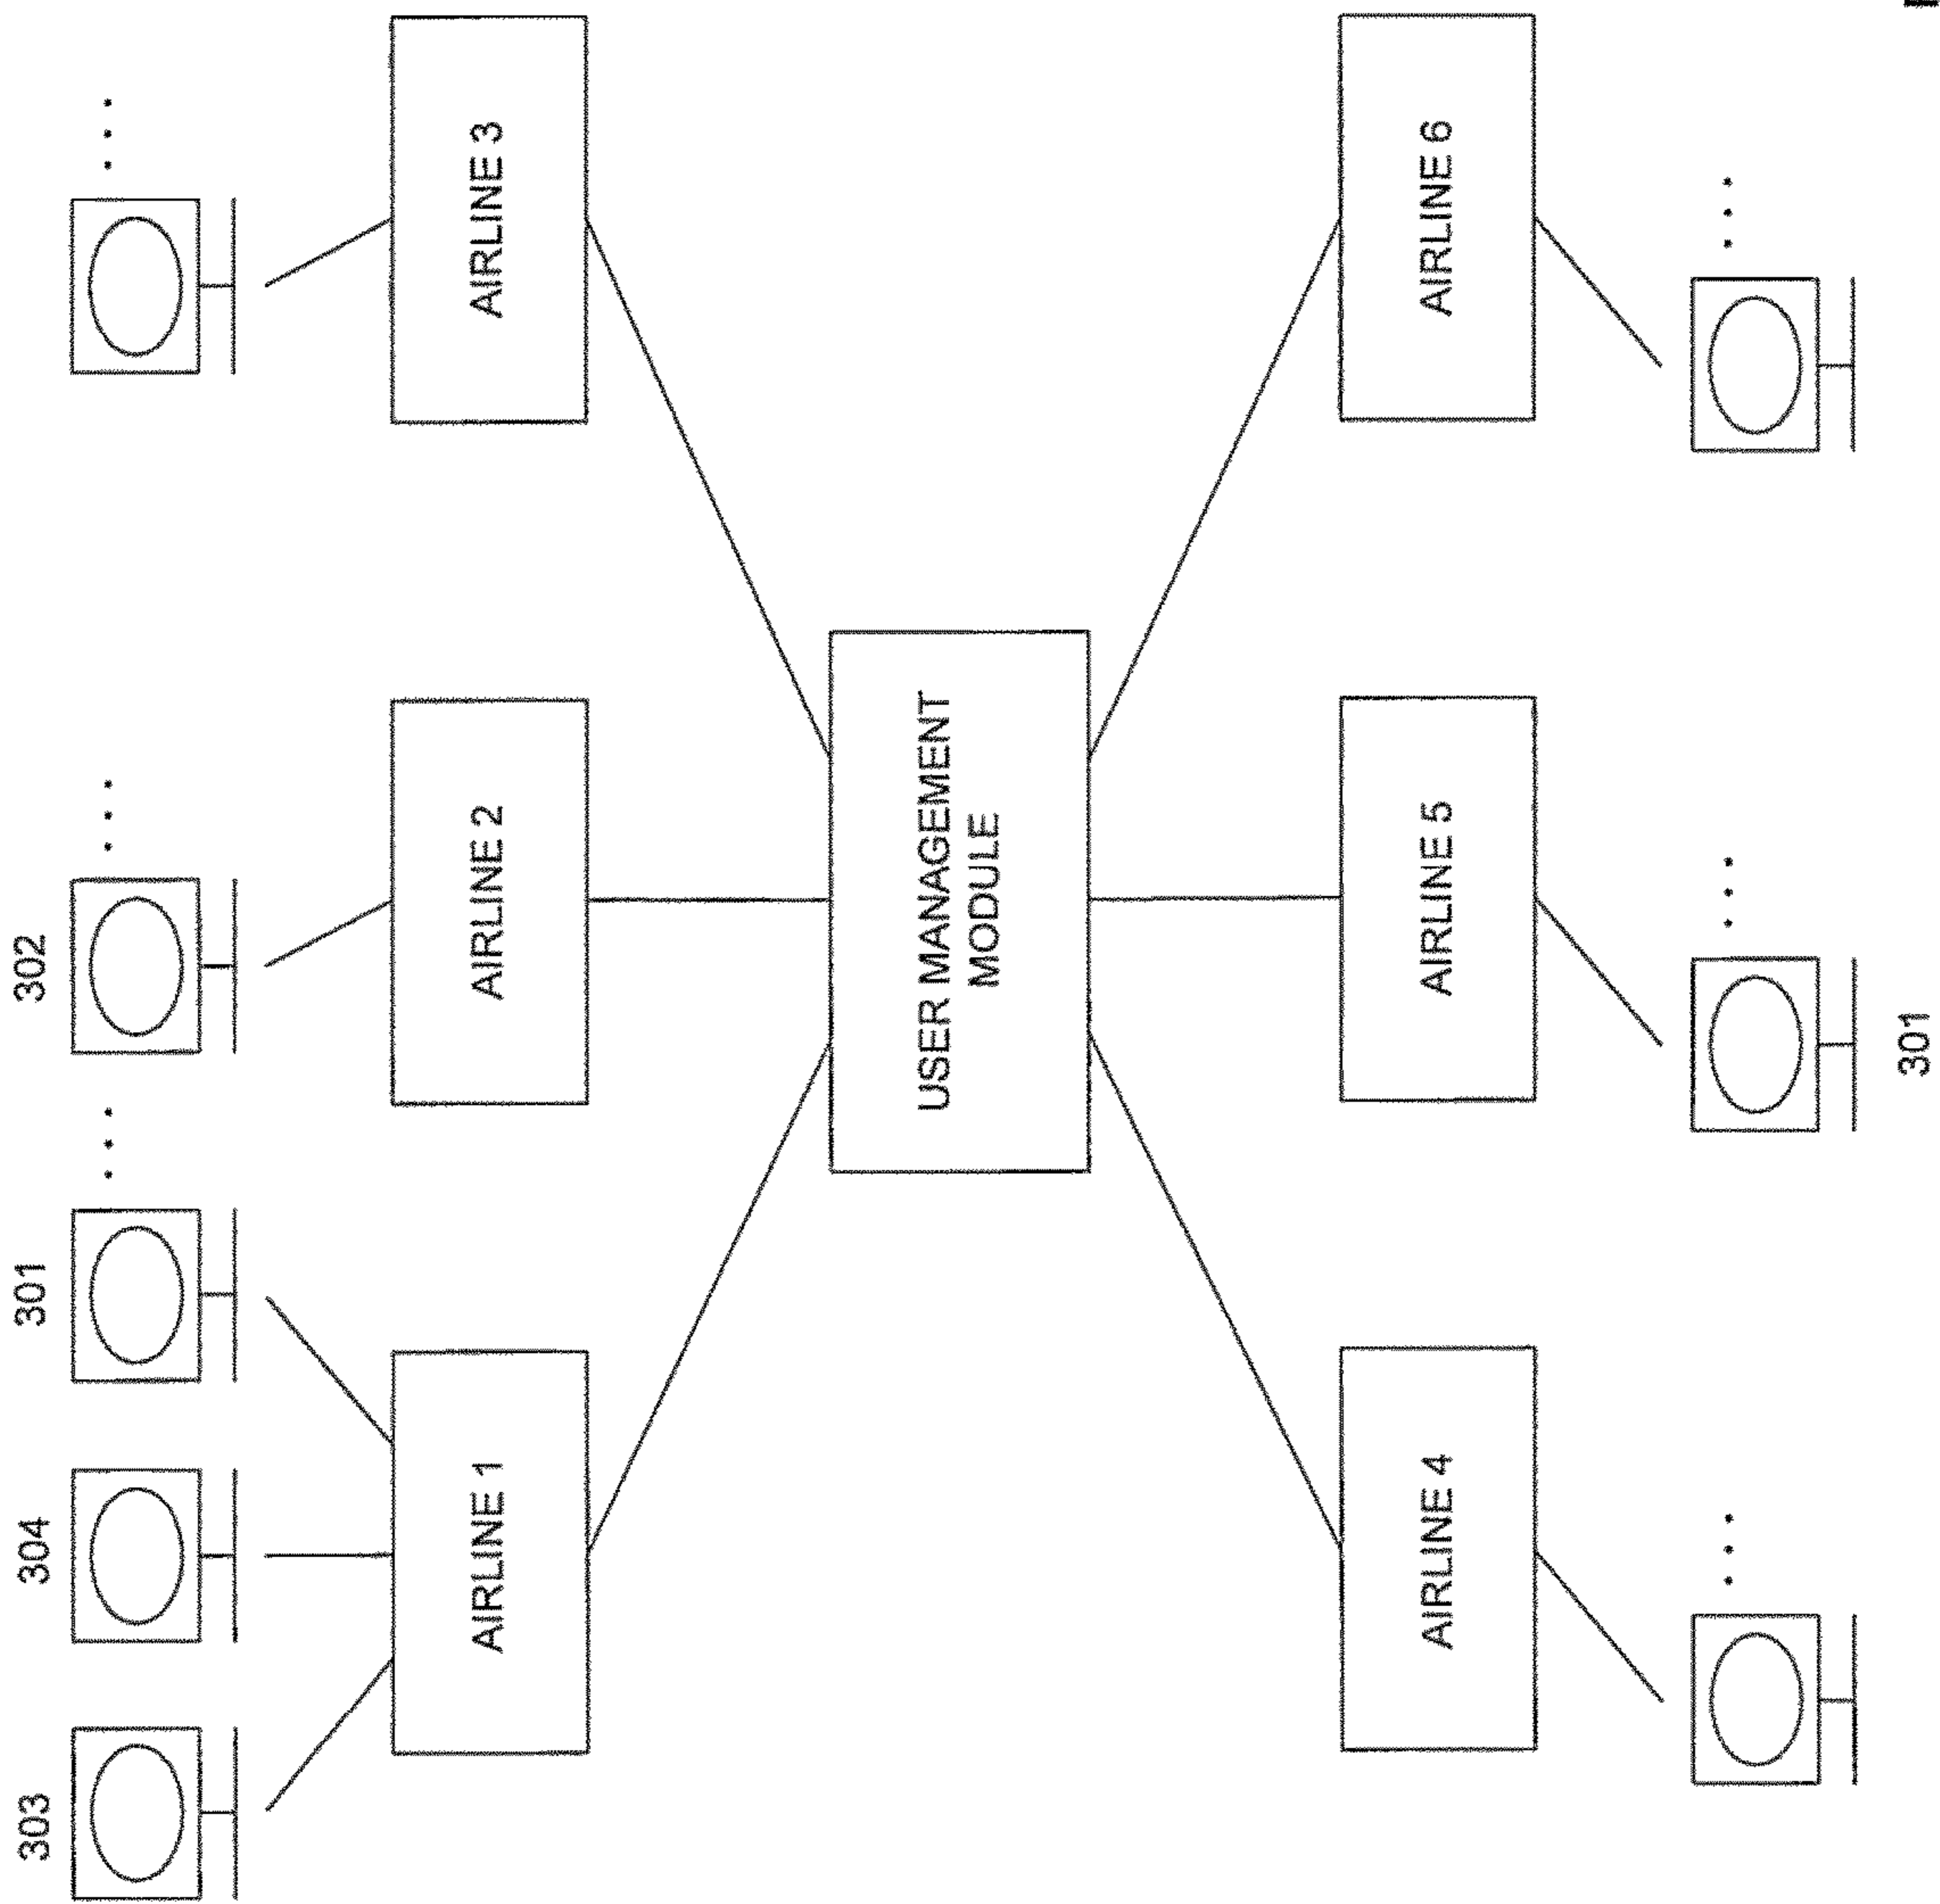 303
304
301
302
AIRLINE 1
AIRLINE 2
AIRLINE 3
USER MANAGEMENT
MODULE
AIRLINE 4
AIRLINE 5
AIRLINE 6
301